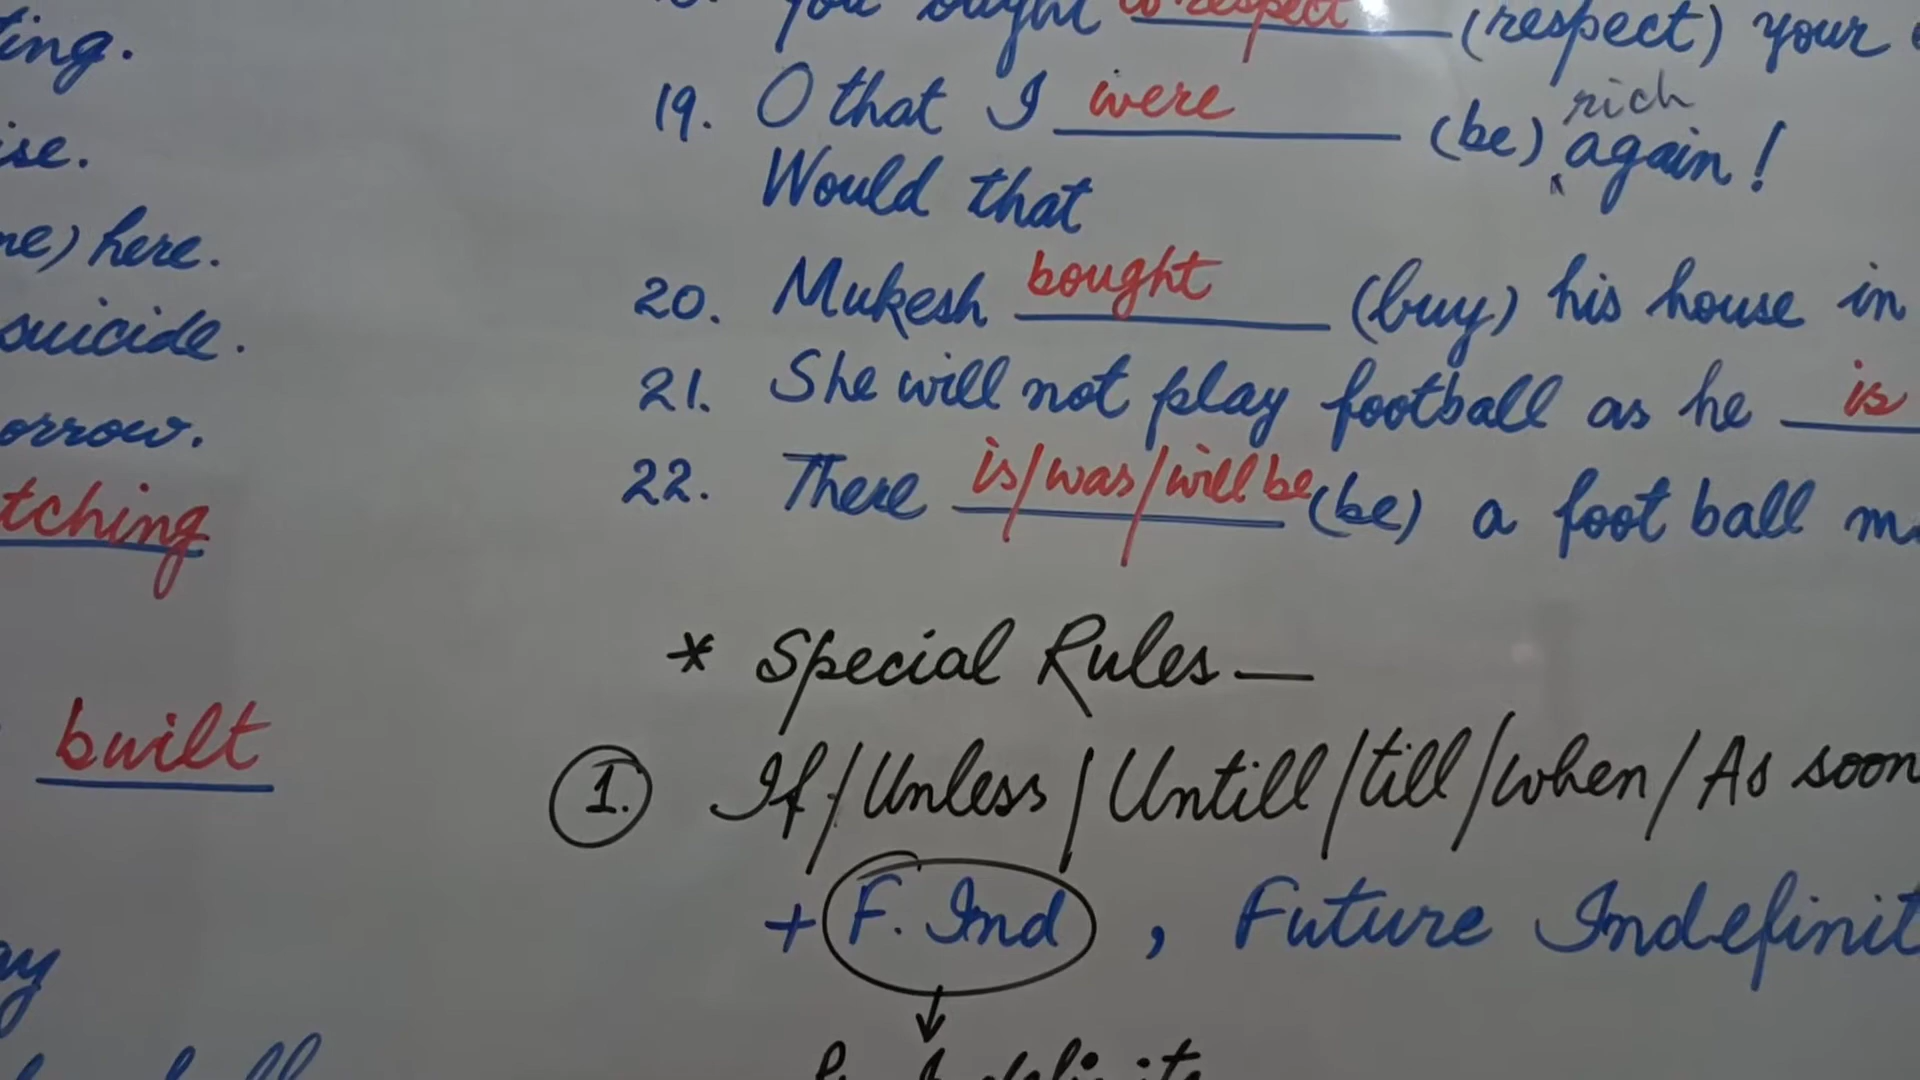 ting.
ise.
me) here.
suicide.
orrow.
tching
built
ay
You ought to respect (respect) your
19. O that I were (be) rich again!
Would that
20. Mukesh bought (buy) his house in
21. She will not play football as he is
22. There is/was/will be (be) a foot ball m
* Special Rules —
1. If/Unless/Untill/till/when/As soon
+ F. Ind , Future Indefinit